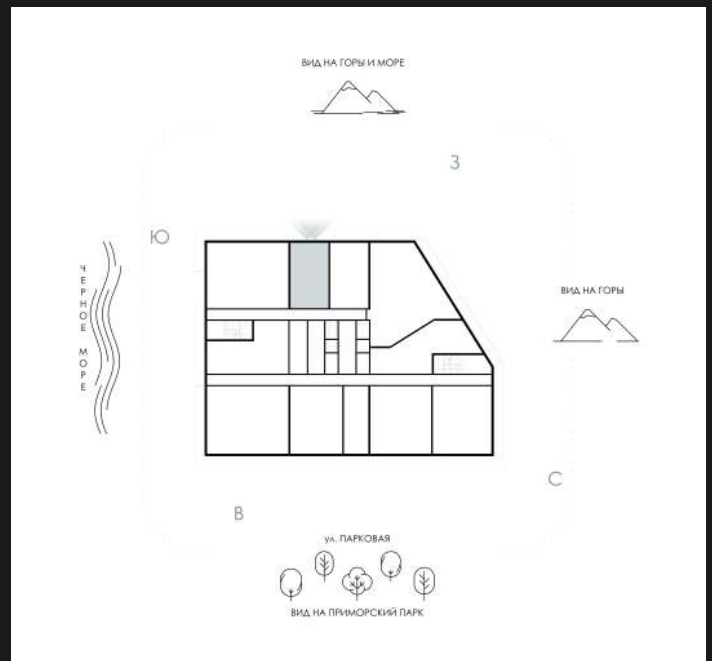 ВИД НА ГОРЫ И МОРЕ
З
Ю
ЧЕРНОЕ МОРЕ
ВИД НА ГОРЫ
С
В
ул. ПАРКОВАЯ
ВИД НА ПРИМОРСКИЙ ПАРК